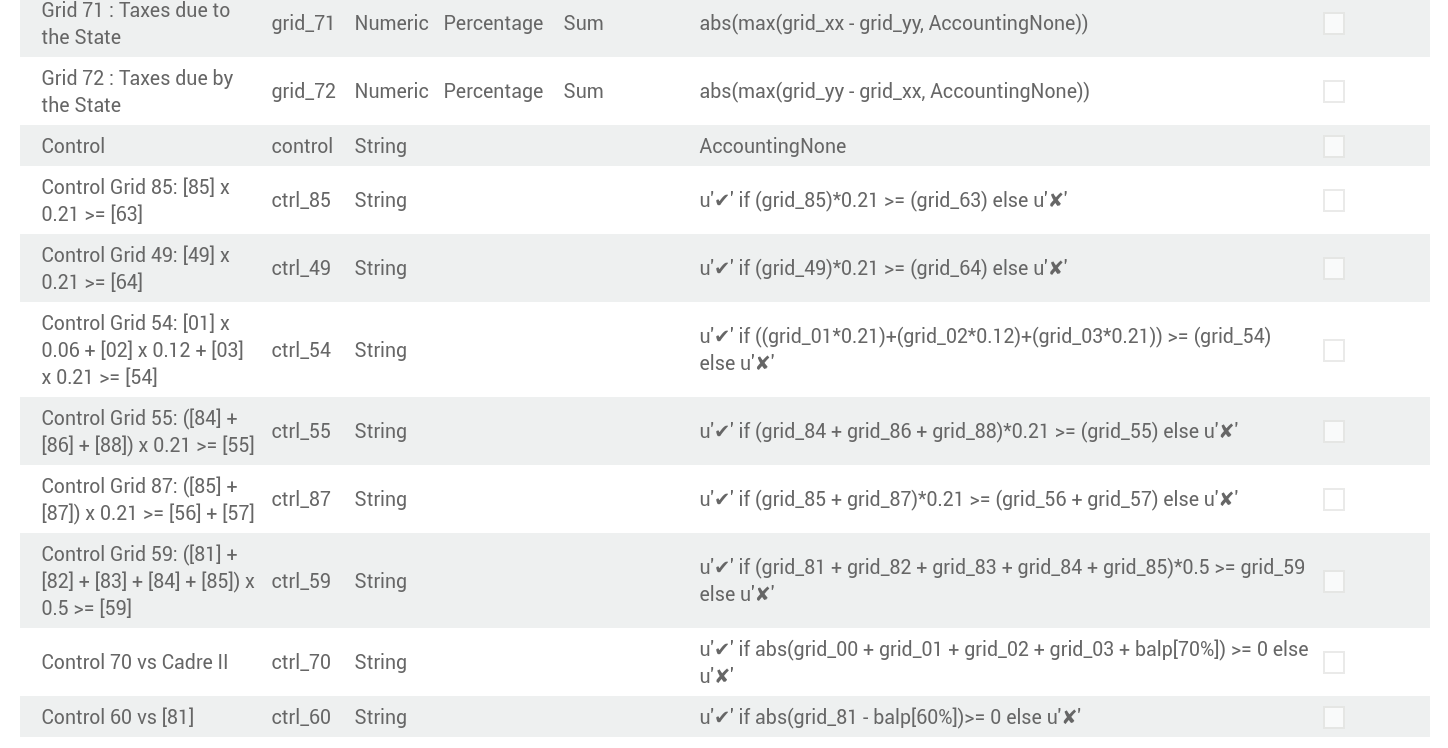 Grid 71 : Taxes due to
the State
grid_71 Numeric Percentage Sum abs(max(grid_xx - grid_yy, AccountingNone))
Grid 72 : Taxes due by
the State
grid_72 Numeric Percentage Sum abs(max(grid_yy - grid_xx, AccountingNone))
Control control String AccountingNone
Control Grid 85: [85] x
0.21 >= [63]
ctrl_85 String u'✔' if (grid_85)*0.21 >= (grid_63) else u'✘'
Control Grid 49: [49] x
0.21 >= [64]
ctrl_49 String u'✔' if (grid_49)*0.21 >= (grid_64) else u'✘'
Control Grid 54: [01] x
0.06 + [02] x 0.12 + [03]
x 0.21 >= [54]
ctrl_54 String
u'✔' if ((grid_01*0.21)+(grid_02*0.12)+(grid_03*0.21)) >= (grid_54)
else u'✘'
Control Grid 55: ([84] +
[86] + [88]) x 0.21 >= [55]
ctrl_55 String u'✔' if (grid_84 + grid_86 + grid_88)*0.21 >= (grid_55) else u'✘'
Control Grid 87: ([85] +
[87]) x 0.21 >= [56] + [57]
ctrl_87 String u'✔' if (grid_85 + grid_87)*0.21 >= (grid_56 + grid_57) else u'✘'
Control Grid 59: ([81] +
[82] + [83] + [84] + [85]) x
0.5 >= [59]
ctrl_59 String
u'✔' if (grid_81 + grid_82 + grid_83 + grid_84 + grid_85)*0.5 >= grid_59
else u'✘'
Control 70 vs Cadre II ctrl_70 String
u'✔' if abs(grid_00 + grid_01 + grid_02 + grid_03 + balp[70%]) >= 0 else
u'✘'
Control 60 vs [81] ctrl_60 String u'✔' if abs(grid_81 - balp[60%])>= 0 else u'✘'